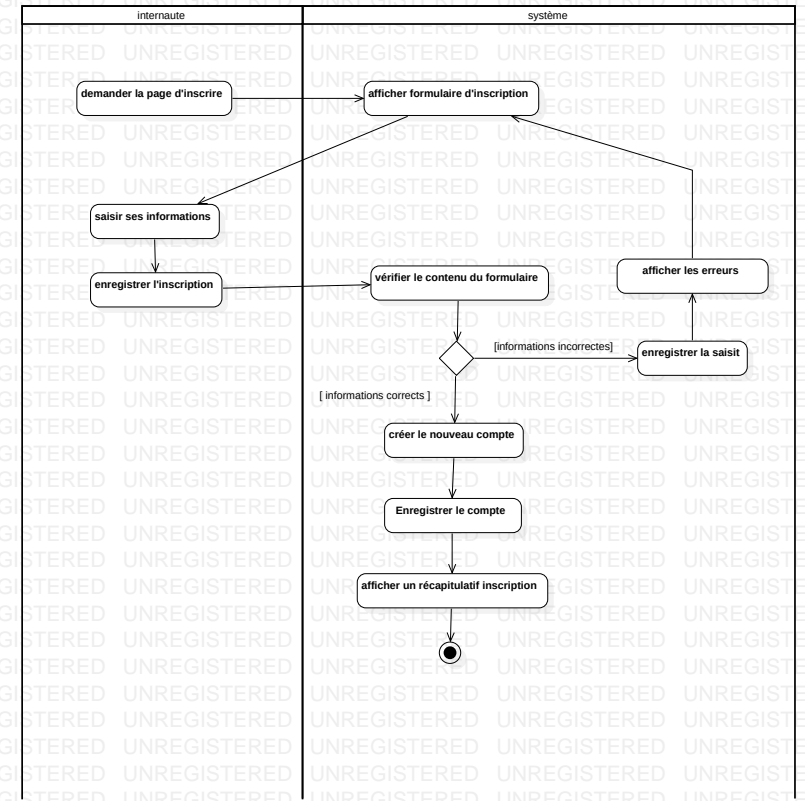 internaute
système
demander la page d'inscrire
afficher formulaire d'inscription
saisir ses informations
enregistrer l'inscription
vérifier le contenu du formulaire
afficher les erreurs
[informations incorrectes]
enregistrer la saisit
[ informations corrects ]
créer le nouveau compte
Enregistrer le compte
afficher un récapitulatif inscription
UNREGISTERED